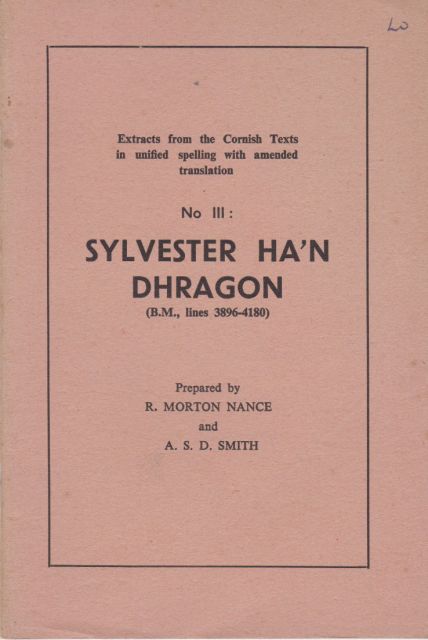 Extracts from the Cornish Texts
in unified spelling with amended
translation
No III:
SYLVESTER HA'N
DHRAGON
(B.M., lines 3896-4180)
Prepared by
R. MORTON NANCE
and
A. S. D. SMITH